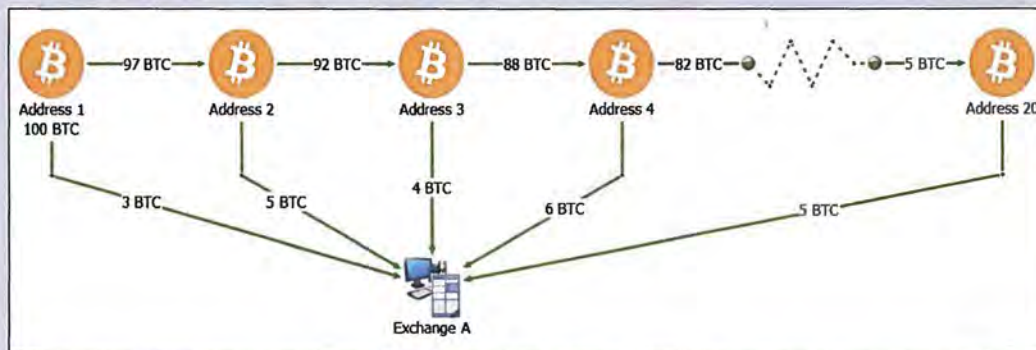 97 BTC
92 BTC
88 BTC
82 BTC
5 BTC
Address 1
100 BTC
Address 2
Address 3
Address 4
Address 20
3 BTC
5 BTC
4 BTC
6 BTC
5 BTC
Exchange A